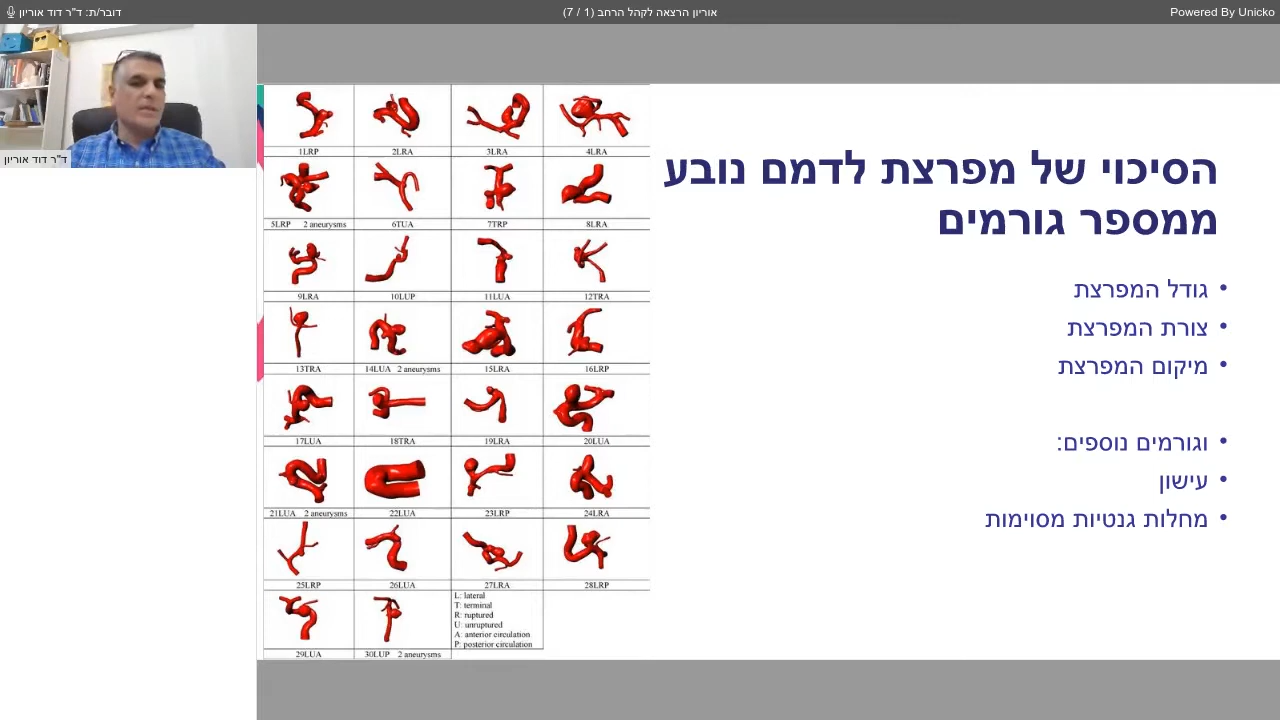 דובר/ת: ד"ר דוד אוריון
אוריון הרצאה לקהל הרחב (1 / 7)
Powered By Unicko
ד"ר דוד אוריון
הסיכוי של מפרצת לדמם נובע
ממספר גורמים
• גודל המפרצת
• צורת המפרצת
• מיקום המפרצת
• וגורמים נוספים:
• עישון
• מחלות גנטיות מסוימות
1LRP 2LRA 3LRA 4LRA
5LRP 2 aneurysms 6TUA 7TRP 8LRA
9LRA 10LUP 11LUA 12TRA
13TRA 14LUA 2 aneurysms 15LRA 16LRP
17LUA 18TRA 19LRA 20LUA
21LUA 2 aneurysms 22LUA 23LRP 24LRA
25LRP 26LUA 27LRA 28LRP
L: lateral
T: terminal
R: ruptured
U: unruptured
A: anterior circulation
P: posterior circulation
29LUA 30LUP 2 aneurysms